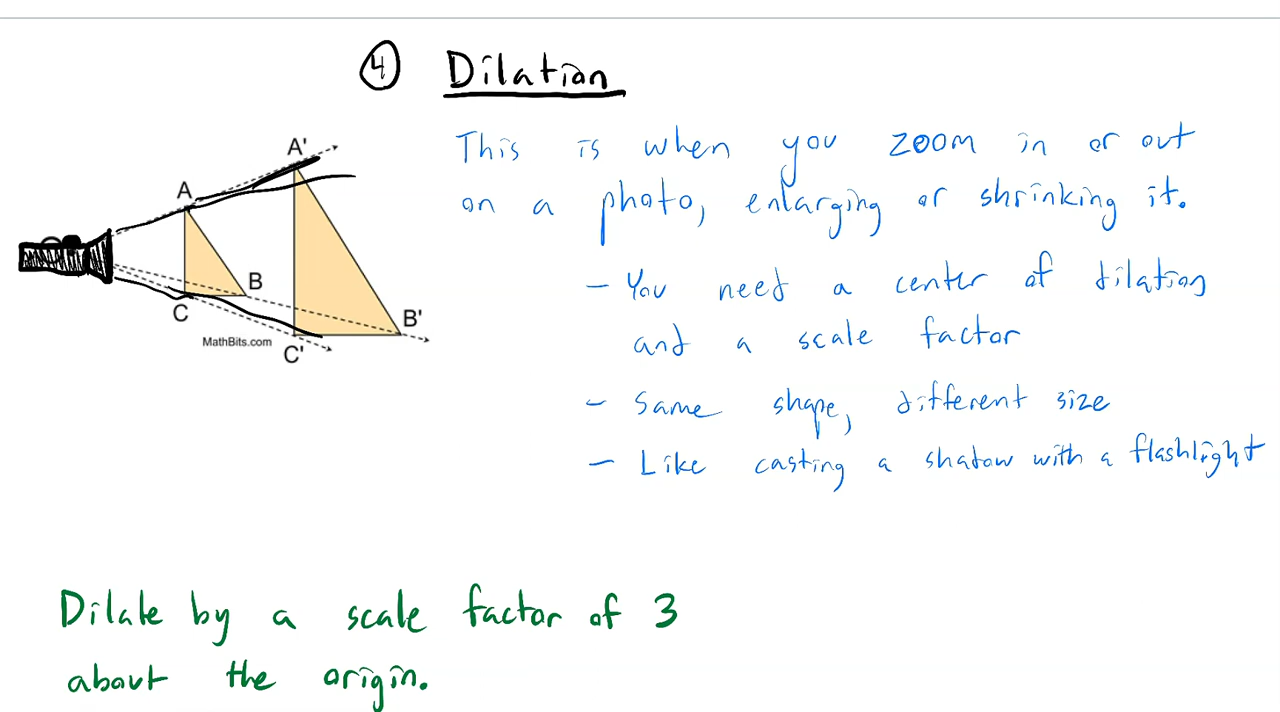 ④ Dilation
This is when you zoom in or out
on a photo, enlarging or shrinking it.
- You need a center of dilation
and a scale factor
- Same shape, different size
- Like casting a shadow with a flashlight
A'
A
B
C
B'
MathBits.com
C'
Dilate by a scale factor of 3
about the origin.